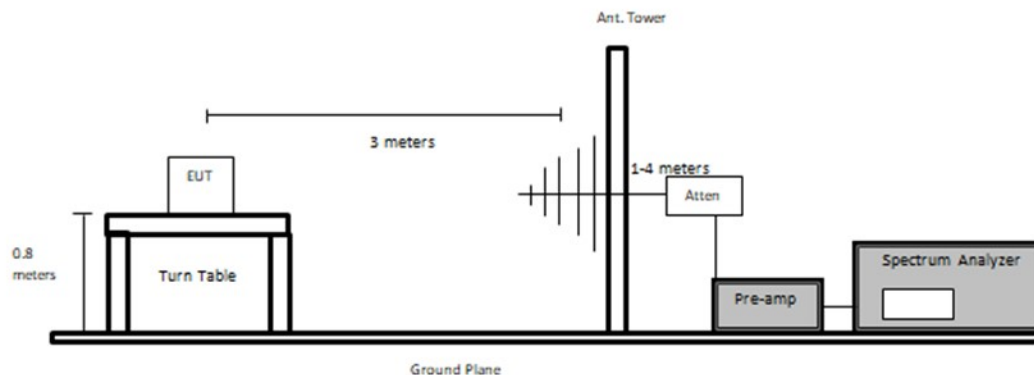 Ant. Tower
3 meters
1-4 meters
EUT
Atten
0.8
meters
Turn Table
Spectrum Analyzer
Pre-amp
Ground Plane